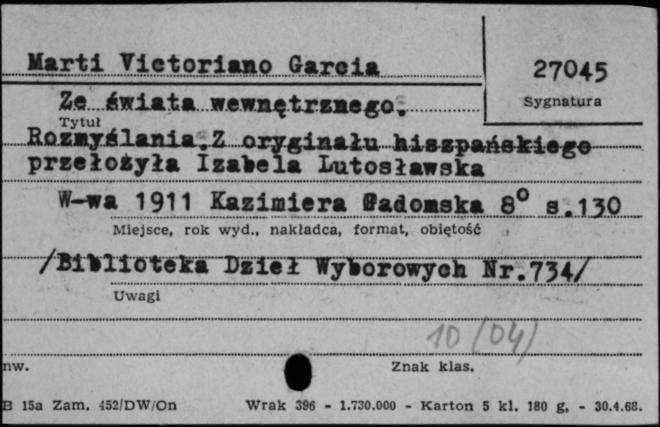 Marti Victoriano Garcia
27045
Sygnatura
Ze świata wewnętrznego.
Tytuł
Rozmyślania.Z oryginału hiszpańskiego
przełożyła Izabela Lutosławska
W-wa 1911 Kazimiera Gadomska 8° s.130
Miejsce, rok wyd., nakładca, format, obiętość
/Biblioteka Dzieł Wyborowych Nr.734/
Uwagi
10 (04)
nw.
Znak klas.
B 15a Zam. 452/DW/On Wrak 396 - 1.730.000 - Karton 5 kl. 180 g, - 30.4.68.